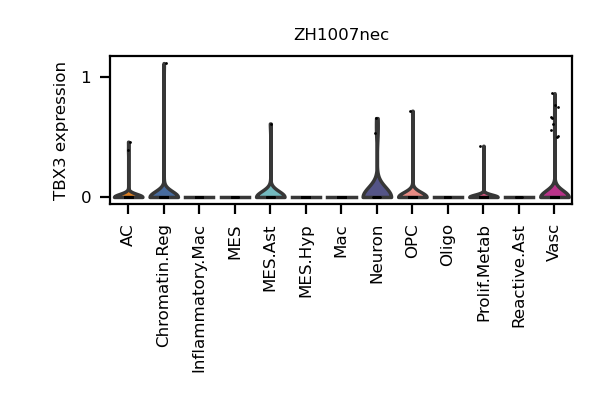 ZH1007nec
TBX3 expression
1
0
AC
Chromatin.Reg
Inflammatory.Mac
MES
MES.Ast
MES.Hyp
Mac
Neuron
OPC
Oligo
Prolif.Metab
Reactive.Ast
Vasc